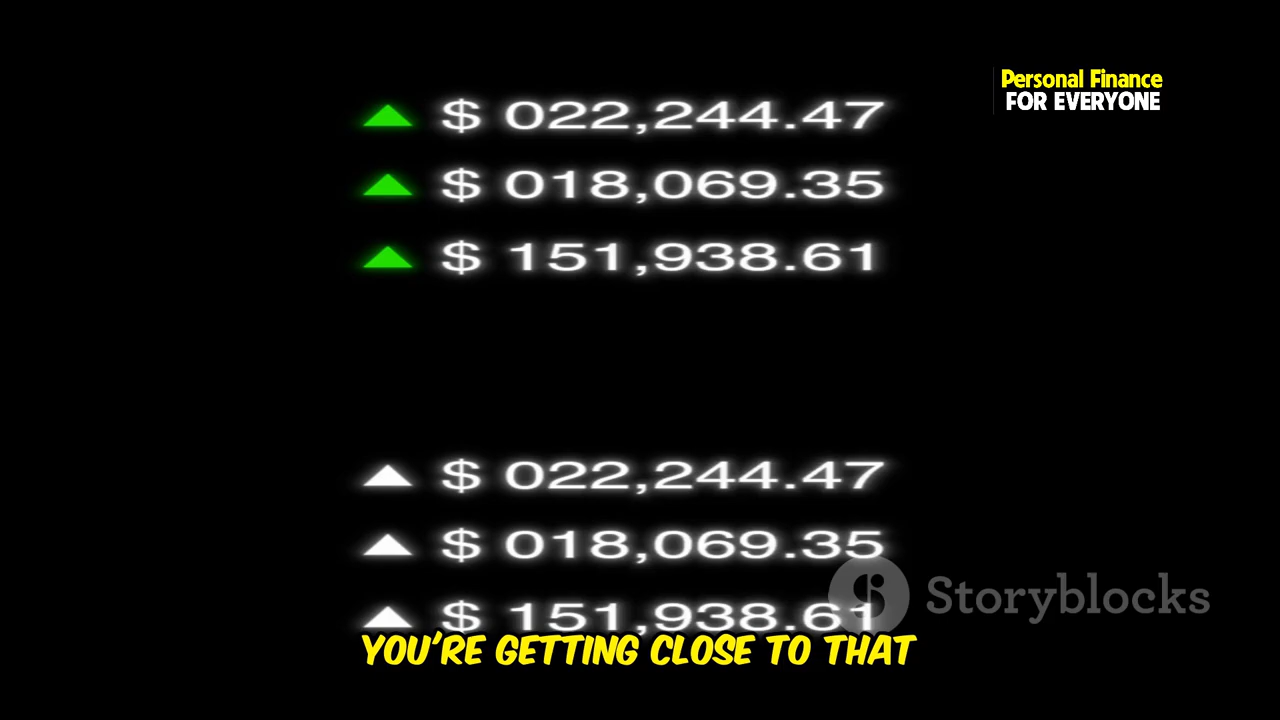 Personal Finance
FOR EVERYONE
$ 022,244.47
$ 018,069.35
$ 151,938.61
$ 022,244.47
$ 018,069.35
$ 151,938.61
Storyblocks
YOU'RE GETTING CLOSE TO THAT